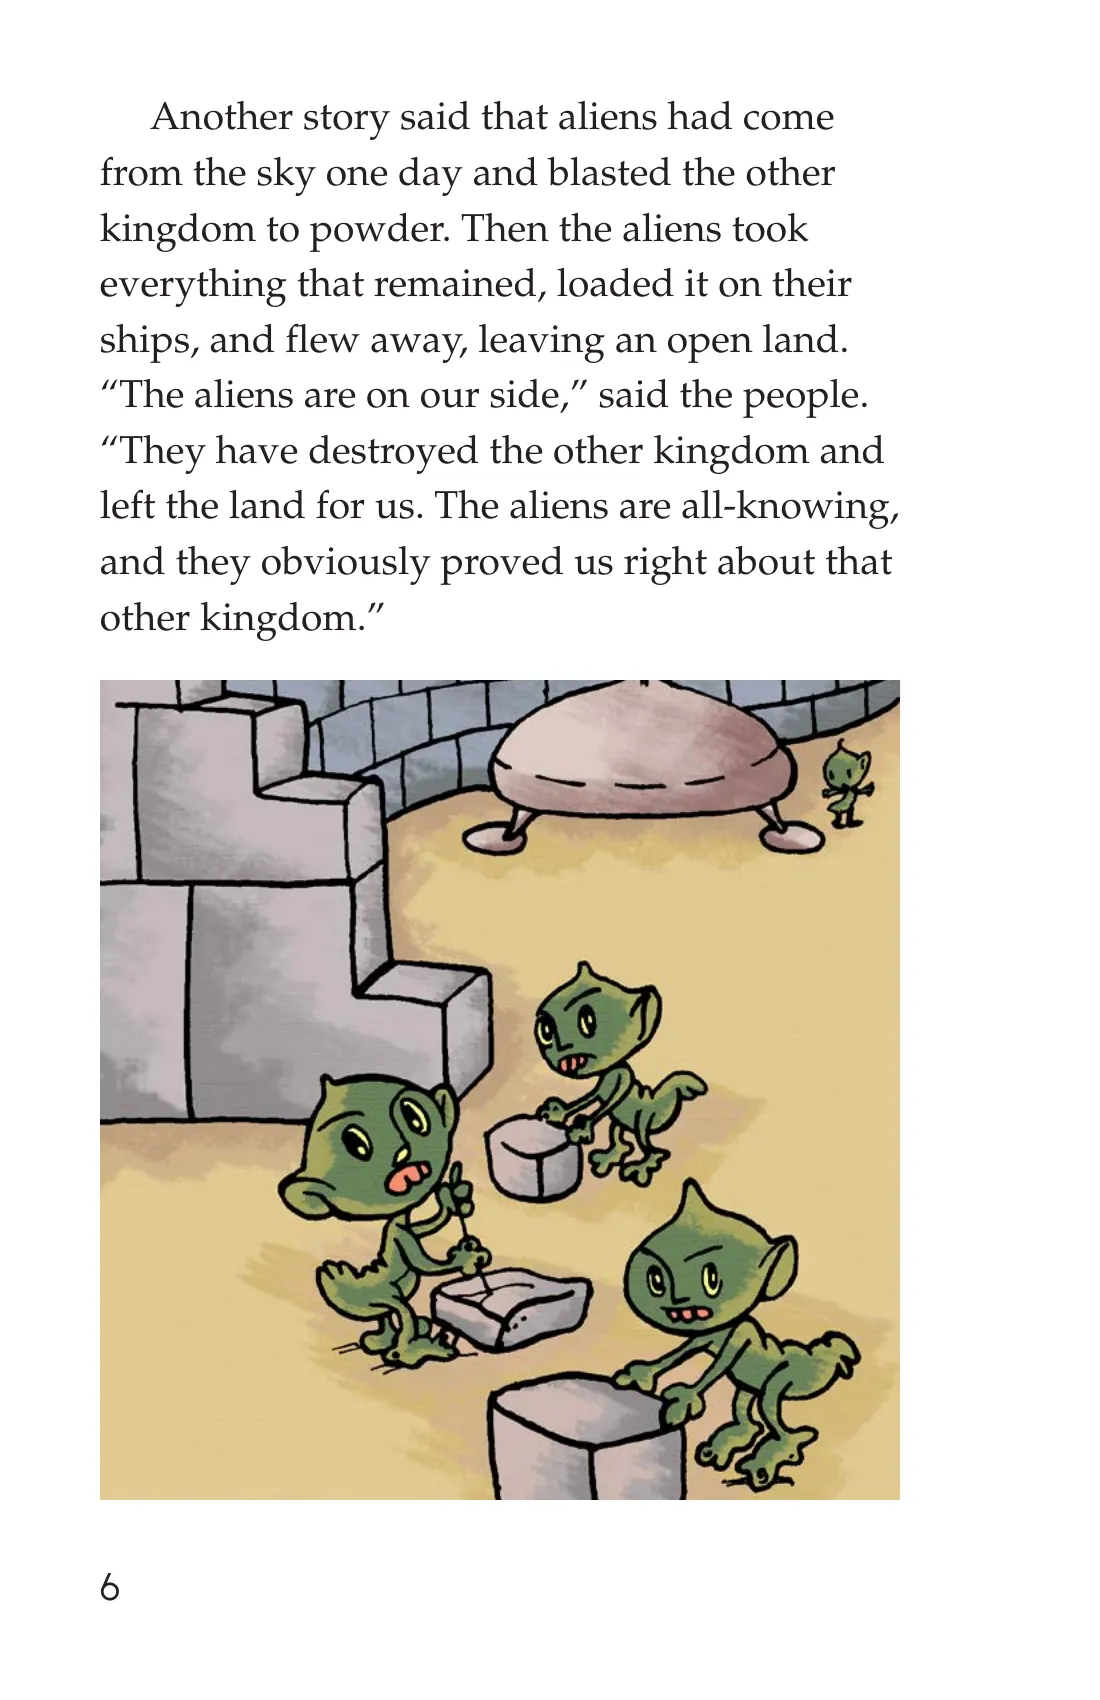 Another story said that aliens had come
from the sky one day and blasted the other
kingdom to powder. Then the aliens took
everything that remained, loaded it on their
ships, and flew away, leaving an open land.
“The aliens are on our side,” said the people.
“They have destroyed the other kingdom and
left the land for us. The aliens are all-knowing,
and they obviously proved us right about that
other kingdom.”
6